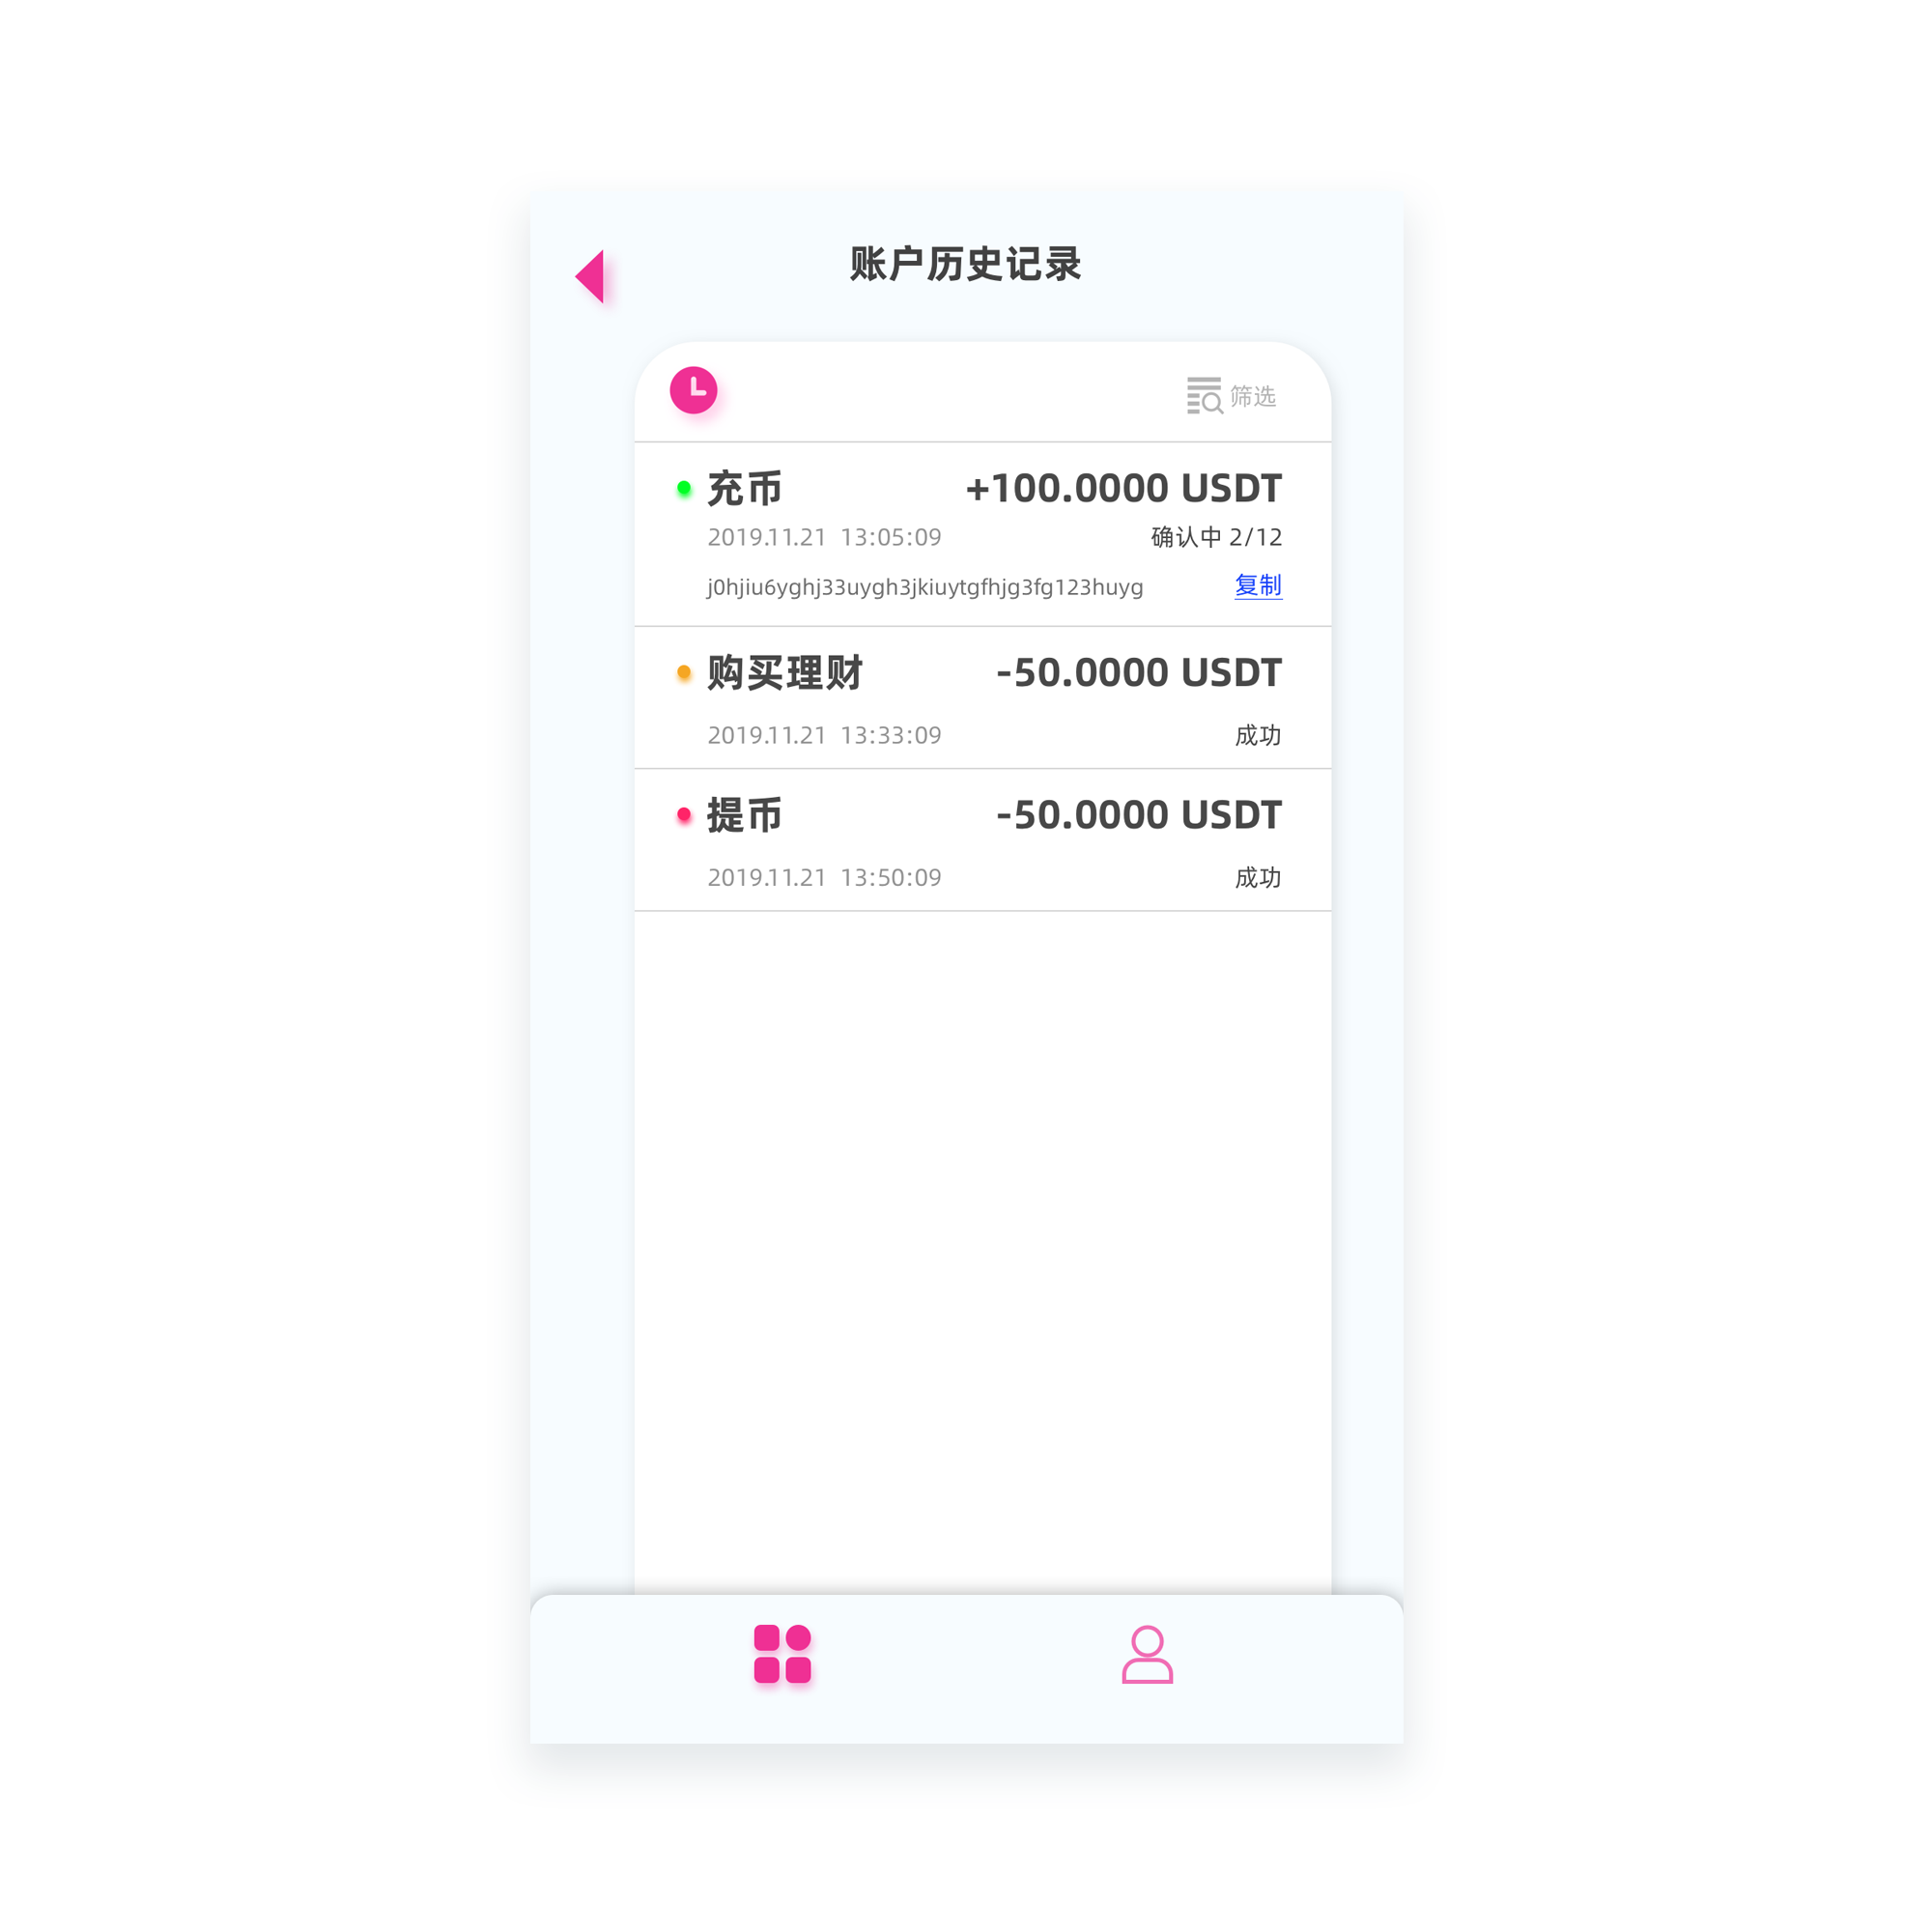 账户历史记录
筛选
充币 +100.0000 USDT
2019.11.21 13:05:09 确认中 2/12
j0hjiu6yghj33uygh3jkiuytgfhjg3fg123huyg 复制
购买理财 -50.0000 USDT
2019.11.21 13:33:09 成功
提币 -50.0000 USDT
2019.11.21 13:50:09 成功